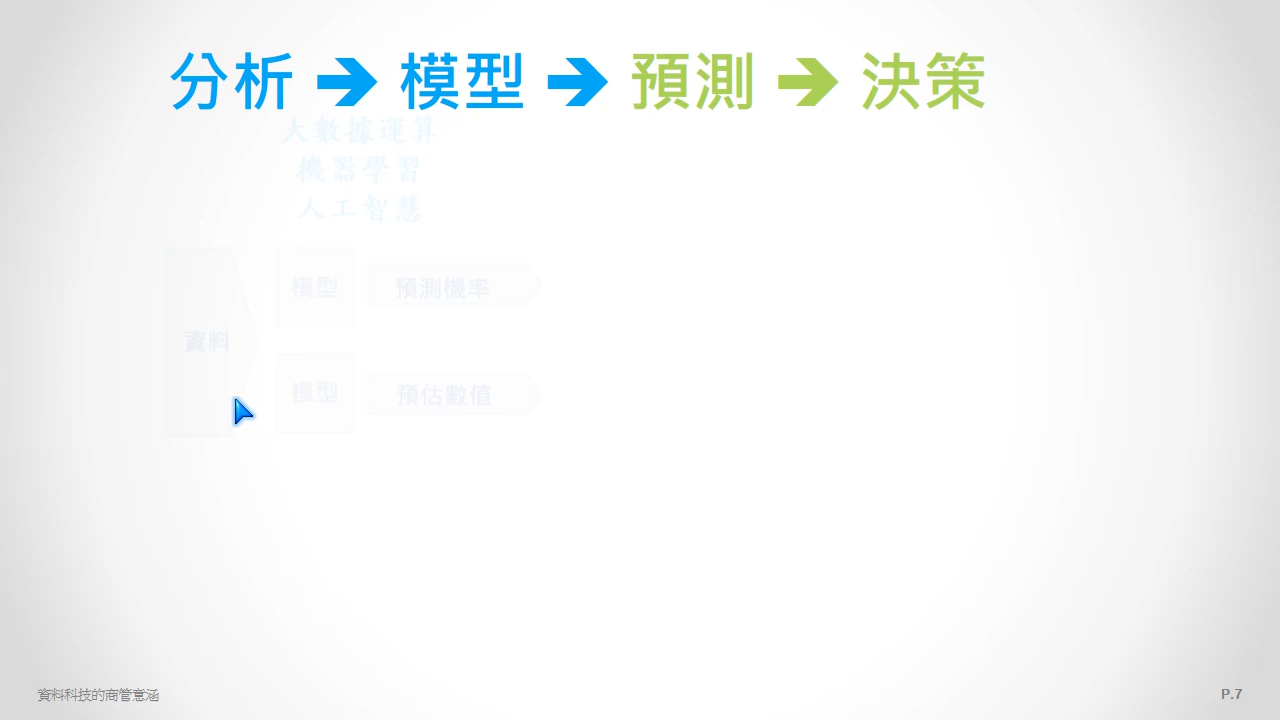 分析 ➔ 模型 ➔ 預測 ➔ 決策
大數據運算
機器學習
人工智慧
資料
模型
預測機率
模型
預估數值
資料科技的商管意涵
P.7